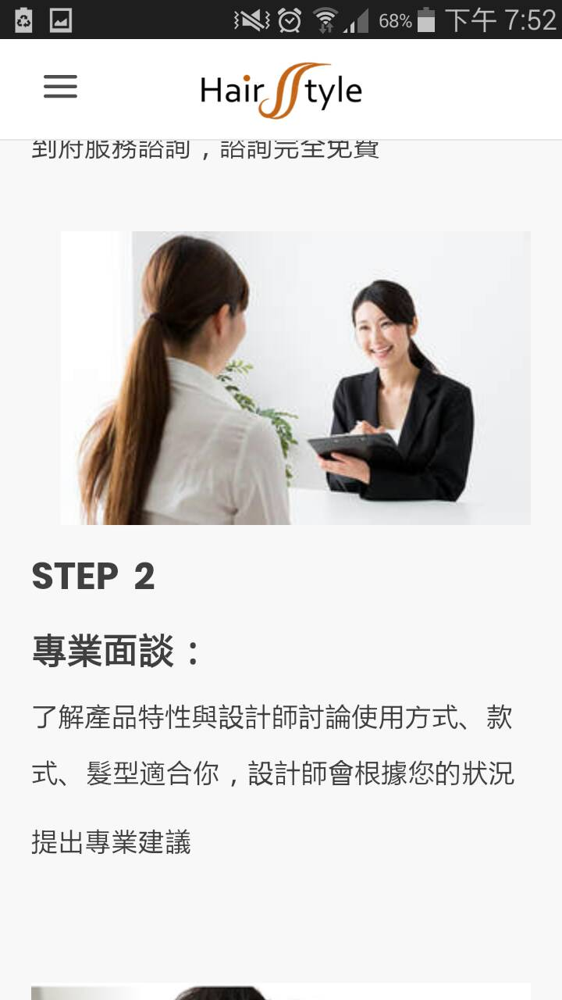 68% 下午 7:52
Hair Style
到府服務諮詢，諮詢完全免費
STEP 2
專業面談：
了解產品特性與設計師討論使用方式、款
式、髮型適合你，設計師會根據您的狀況
提出專業建議